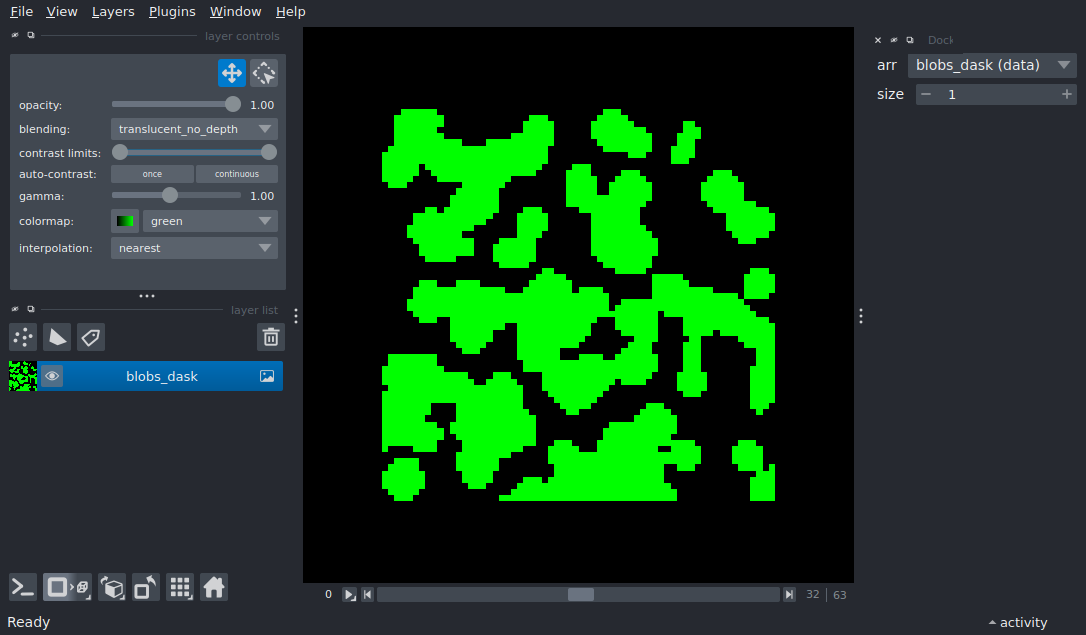 File View Layers Plugins Window Help
layer controls
opacity: 1.00
blending: translucent_no_depth
contrast limits:
auto-contrast: once continuous
gamma: 1.00
colormap: green
interpolation: nearest
layer list
blobs_dask
Dock
arr blobs_dask (data)
size 1
0 32 63
Ready
activity